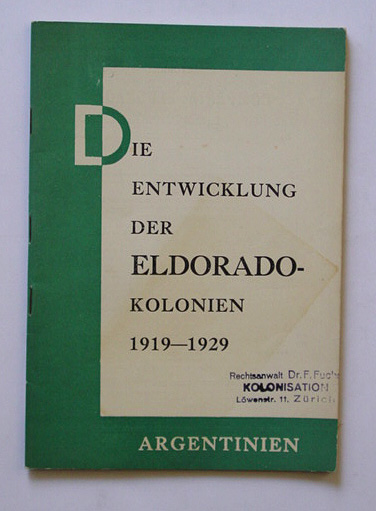 DIE
ENTWICKLUNG
DER
ELDORADO-
KOLONIEN
1919—1929
Rechtsanwalt Dr. F. Fuchs
KOLONISATION
Löwenstr. 11, Zürich
ARGENTINIEN